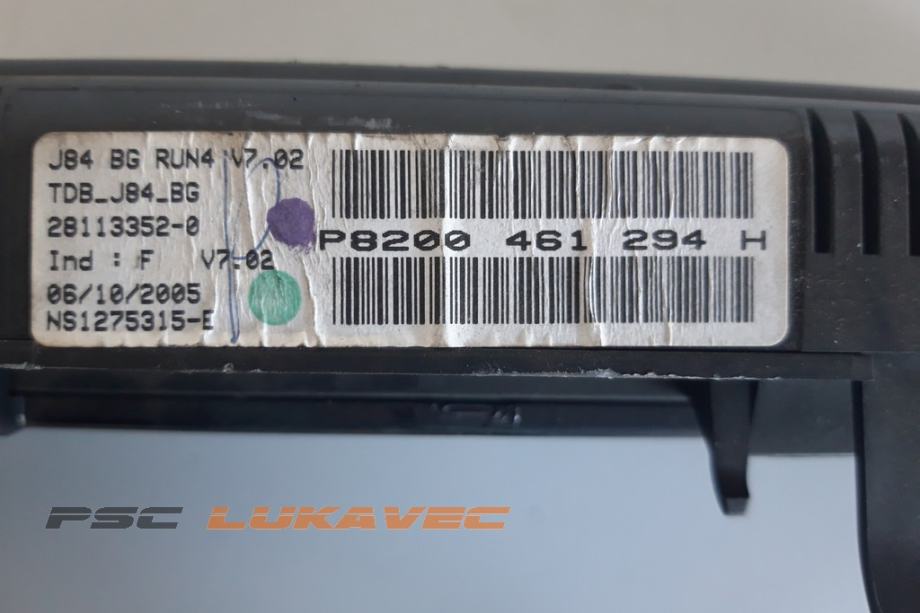 J84 BG RUN4 V7.02
TDB_J84_BG
28113352-0
Ind : F V7.02
06/10/2005
NS1275315-E
P8200 461 294 H
PSC LUKAVEC